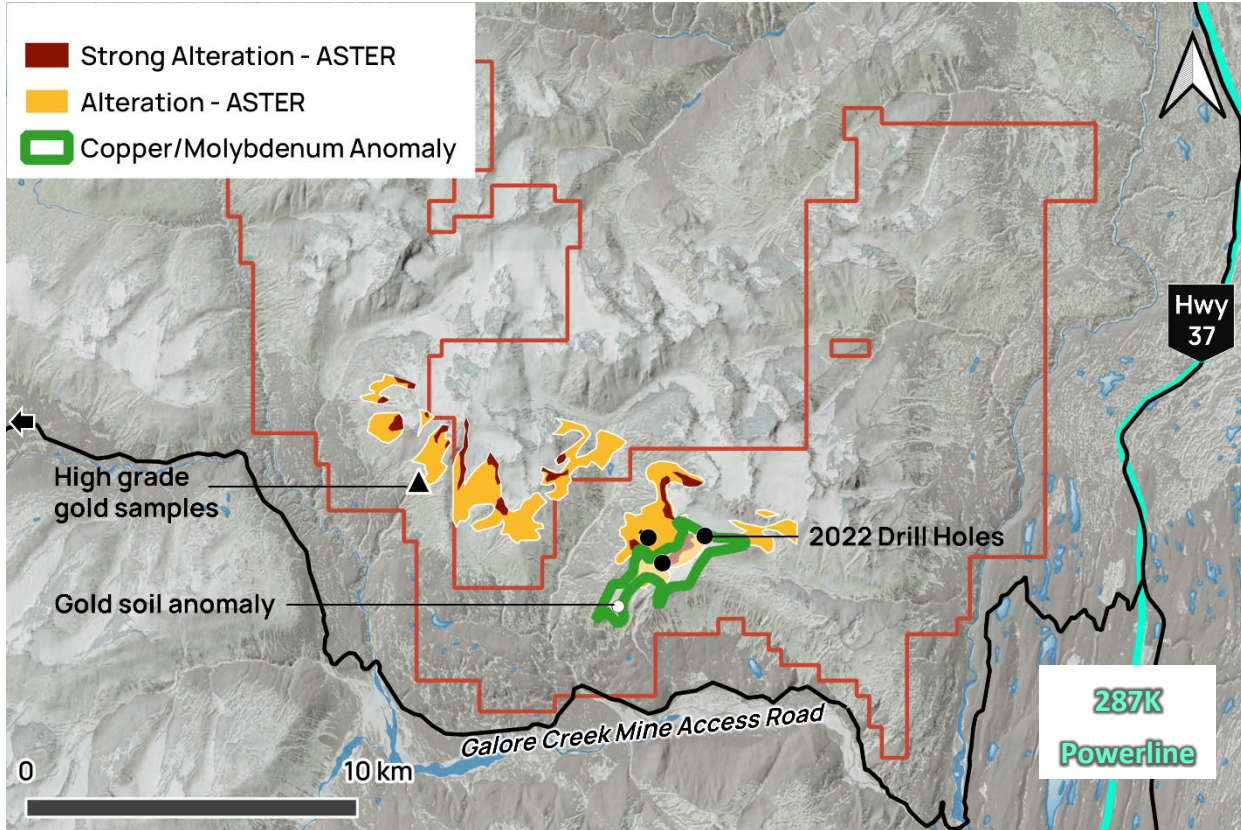 Strong Alteration - ASTER
Alteration - ASTER
Copper/Molybdenum Anomaly
Hwy
37
High grade
gold samples
2022 Drill Holes
Gold soil anomaly
287K
Powerline
Galore Creek Mine Access Road
0
10 km